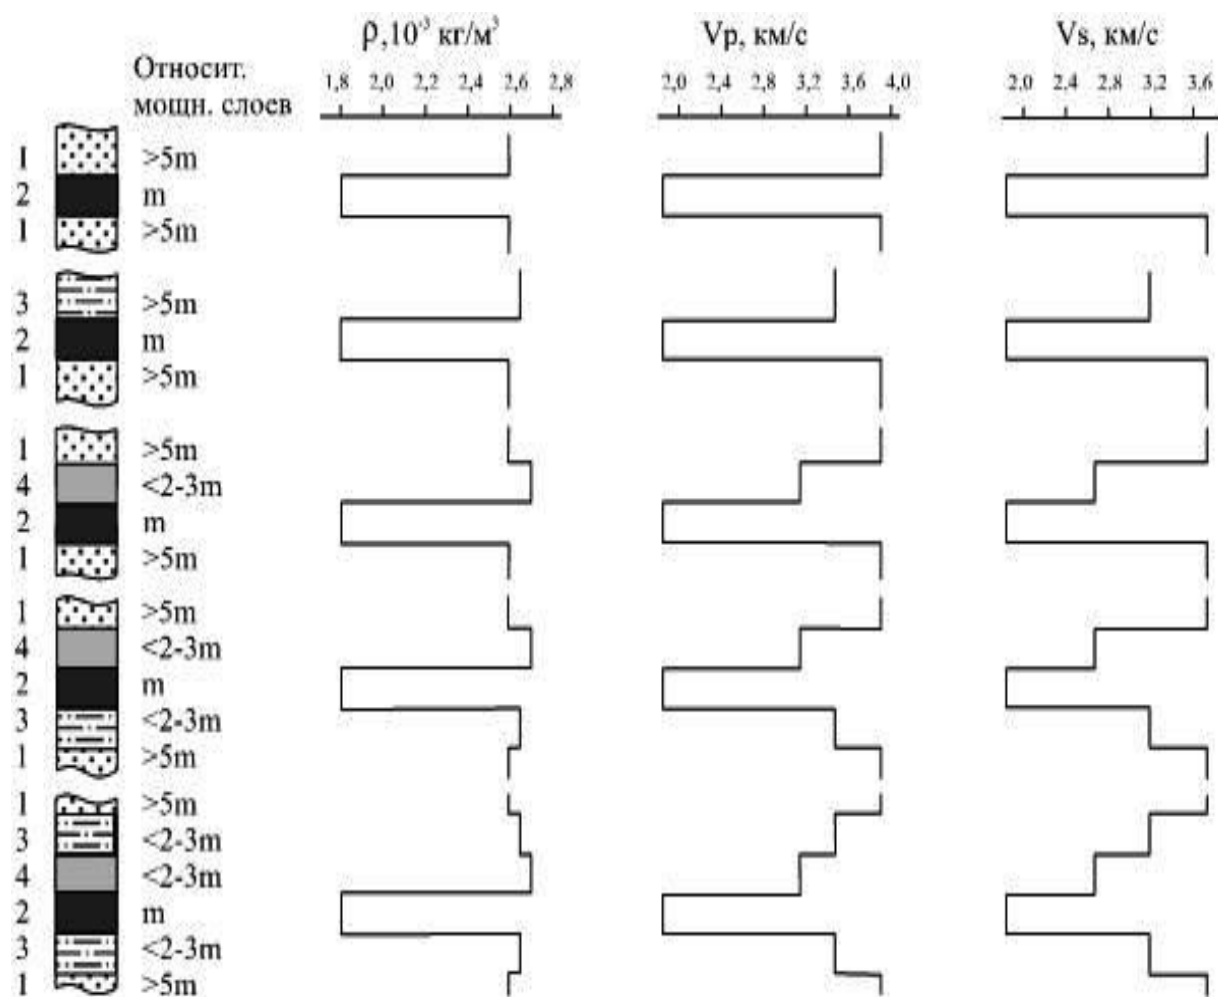 ρ,10⁻³ кг/м³ Vp, км/с Vs, км/с
Относит.
мощн. слоев
1,8 2,0 2,2 2,4 2,6 2,8 2,0 2,4 2,8 3,2 3,6 4,0 2,0 2,4 2,8 3,2 3,6
1 >5m
2 m
1 >5m
3 >5m
2 m
1 >5m
1 >5m
4 <2-3m
2 m
1 >5m
1 >5m
4 <2-3m
2 m
3 <2-3m
1 >5m
1 >5m
3 <2-3m
4 <2-3m
2 m
3 <2-3m
1 >5m